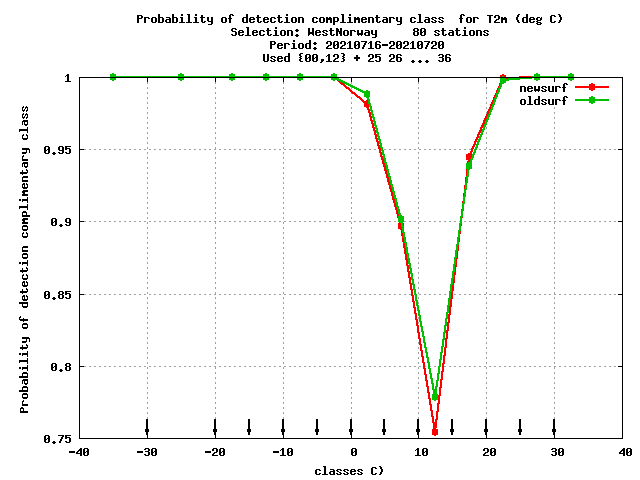 Probability of detection complimentary class for T2m (deg C)
Selection: WestNorway 80 stations
Period: 20210716-20210720
Used {00,12} + 25 26 ... 36
newsurf
oldsurf
Probability of detection complimentary class
1
0.95
0.9
0.85
0.8
0.75
-40 -30 -20 -10 0 10 20 30 40
classes C)